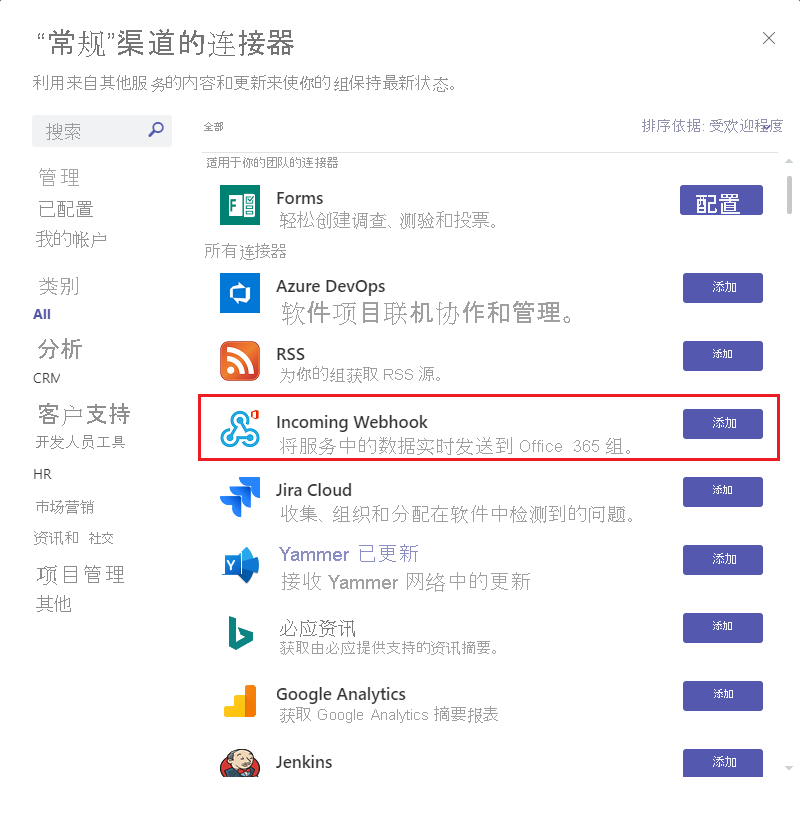 “常规”渠道的连接器
利用来自其他服务的内容和更新来使你的组保持最新状态。
搜索
全部
排序依据: 受欢迎程度
管理
已配置
我的帐户
类别
All
分析
CRM
客户支持
开发人员工具
HR
市场营销
资讯和 社交
项目管理
其他
适用于你的团队的连接器
Forms
轻松创建调查、测验和投票。
配置
所有连接器
Azure DevOps
软件项目联机协作和管理。
添加
RSS
为你的组获取 RSS 源。
添加
Incoming Webhook
将服务中的数据实时发送到 Office 365 组。
添加
Jira Cloud
收集、组织和分配在软件中检测到的问题。
添加
Yammer 已更新
接收 Yammer 网络中的更新
添加
必应资讯
获取由必应提供支持的资讯摘要。
添加
Google Analytics
获取 Google Analytics 摘要报表
添加
Jenkins
添加